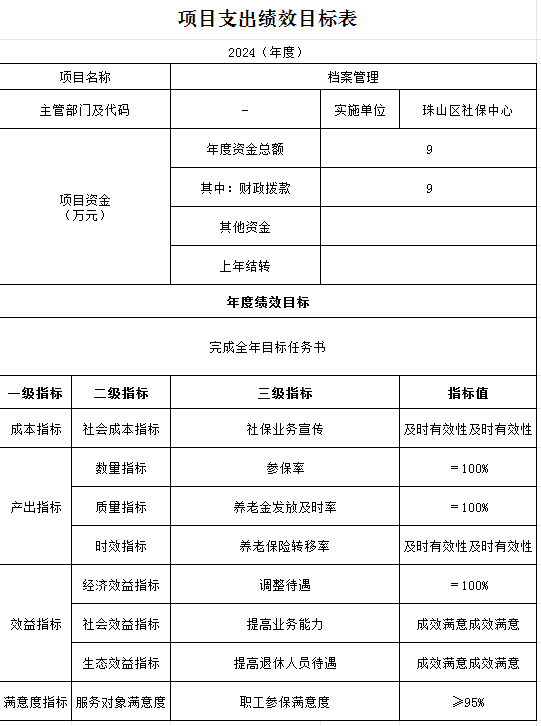 项目支出绩效目标表
2024（年度）
项目名称 档案管理
主管部门及代码 - 实施单位 珠山区社保中心
项目资金
（万元）
年度资金总额 9
其中：财政拨款 9
其他资金
上年结转
年度绩效目标
完成全年目标任务书
一级指标 二级指标 三级指标 指标值
成本指标 社会成本指标 社保业务宣传 及时有效性及时有效性
产出指标 数量指标 参保率 ＝100%
质量指标 养老金发放及时率 ＝100%
时效指标 养老保险转移率 及时有效性及时有效性
效益指标 经济效益指标 调整待遇 ＝100%
社会效益指标 提高业务能力 成效满意成效满意
生态效益指标 提高退休人员待遇 成效满意成效满意
满意度指标 服务对象满意度 职工参保满意度 ≥95%